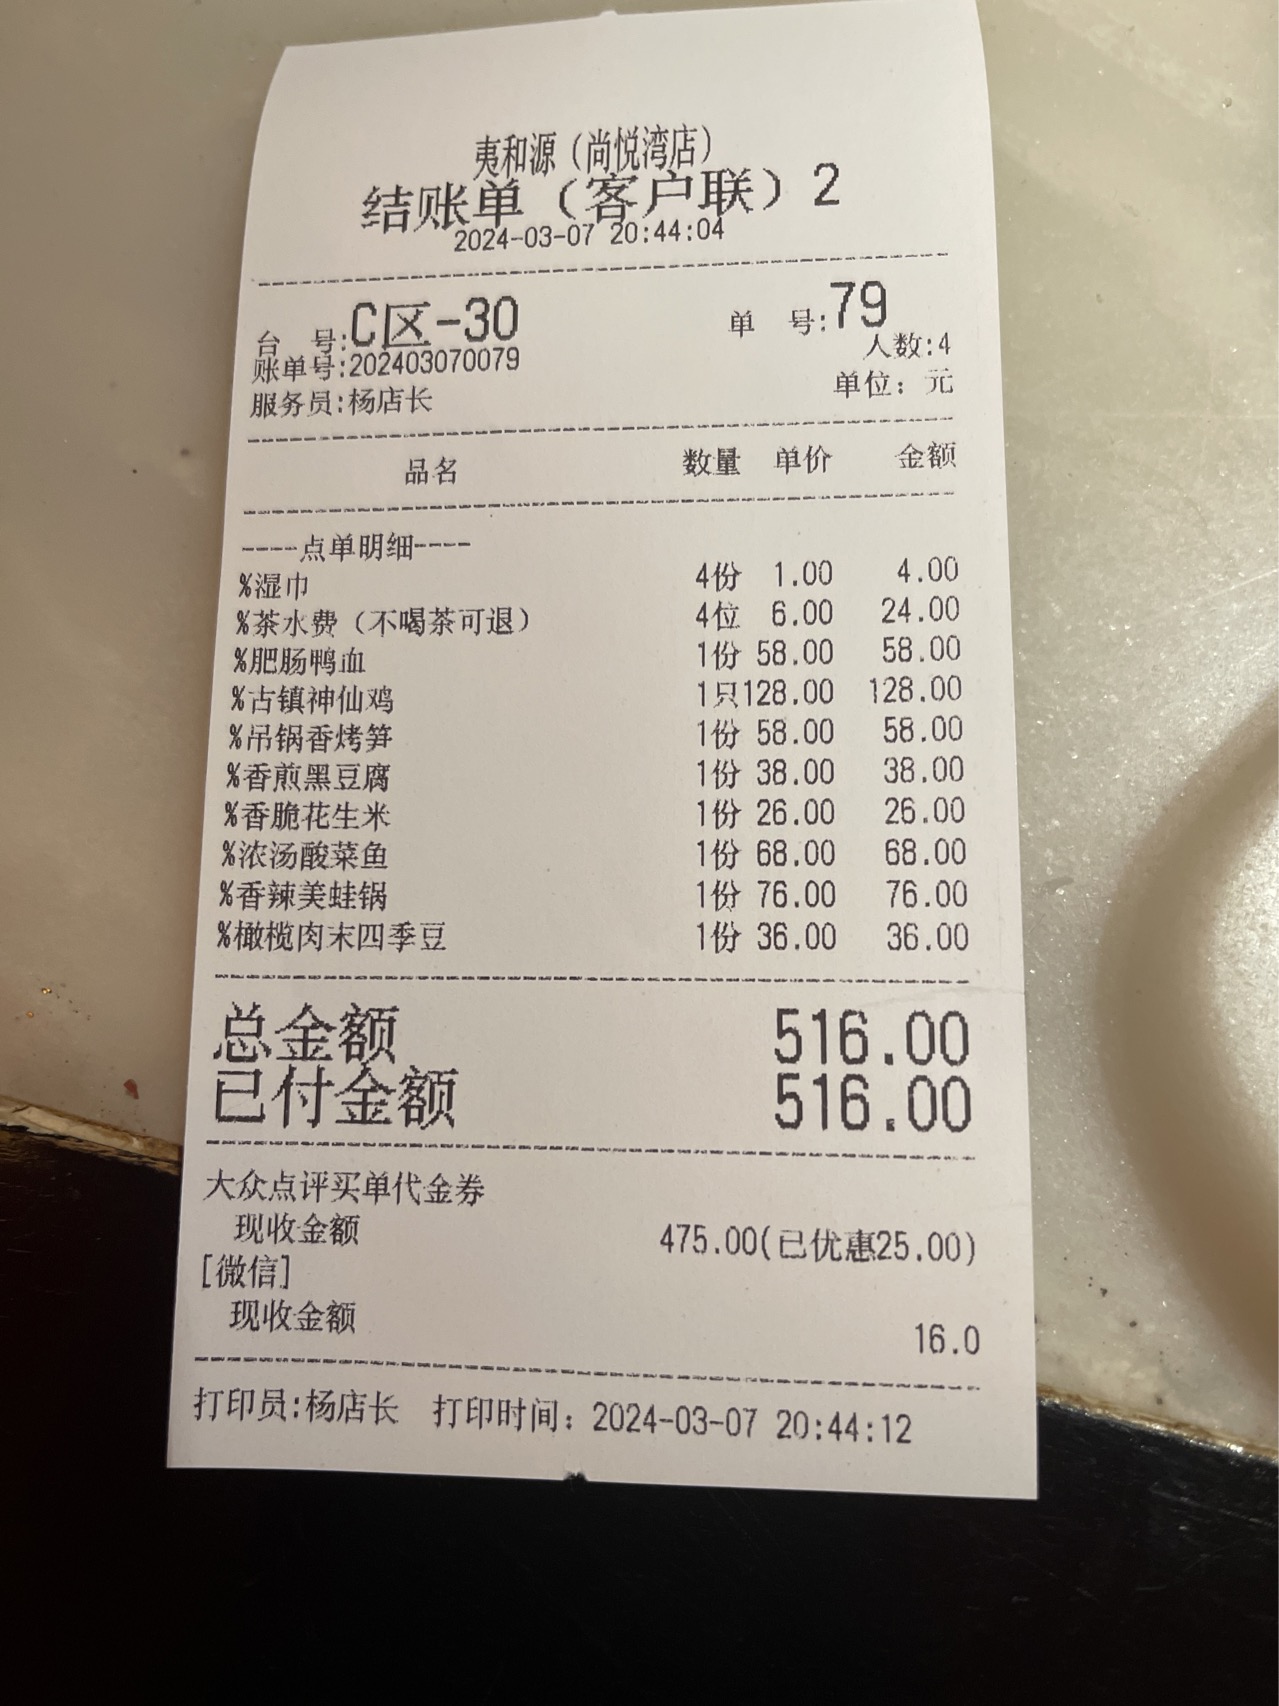 夷和源（尚悦湾店）
结账单（客户联）2
2024-03-07 20:44:04
台 号:C区-30 单 号:79
人数:4
账单号:202403070079
服务员:杨店长 单位：元
品名 数量 单价 金额
----点单明细----
%湿巾 4份 1.00 4.00
%茶水费（不喝茶可退） 4位 6.00 24.00
%肥肠鸭血 1份 58.00 58.00
%古镇神仙鸡 1只128.00 128.00
%吊锅香烤笋 1份 58.00 58.00
%香煎黑豆腐 1份 38.00 38.00
%香脆花生米 1份 26.00 26.00
%浓汤酸菜鱼 1份 68.00 68.00
%香辣美蛙锅 1份 76.00 76.00
%橄榄肉末四季豆 1份 36.00 36.00
总金额 516.00
已付金额 516.00
大众点评买单代金券
现收金额 475.00(已优惠25.00)
[微信]
现收金额 16.0
打印员:杨店长 打印时间：2024-03-07 20:44:12